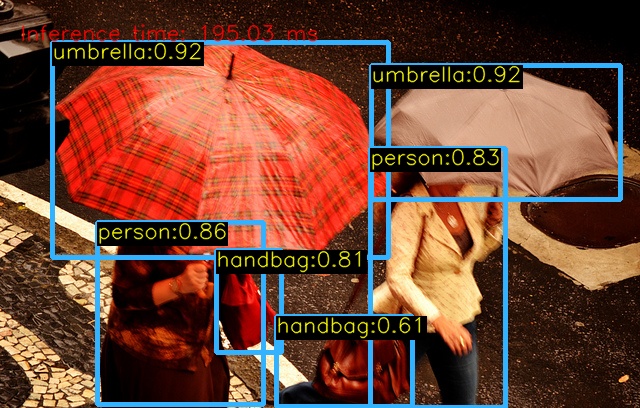 Inference time: 195.03 ms
umbrella:0.92
umbrella:0.92
person:0.83
person:0.86
handbag:0.81
handbag:0.61